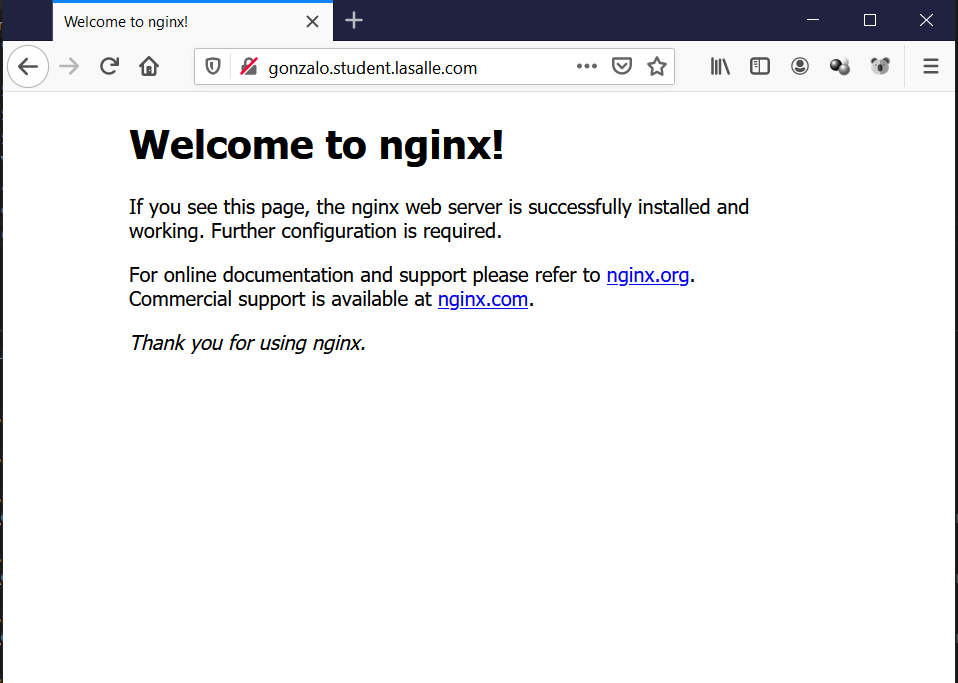 Welcome to nginx!
gonzalo.student.lasalle.com
Welcome to nginx!
If you see this page, the nginx web server is successfully installed and
working. Further configuration is required.
For online documentation and support please refer to nginx.org.
Commercial support is available at nginx.com.
Thank you for using nginx.